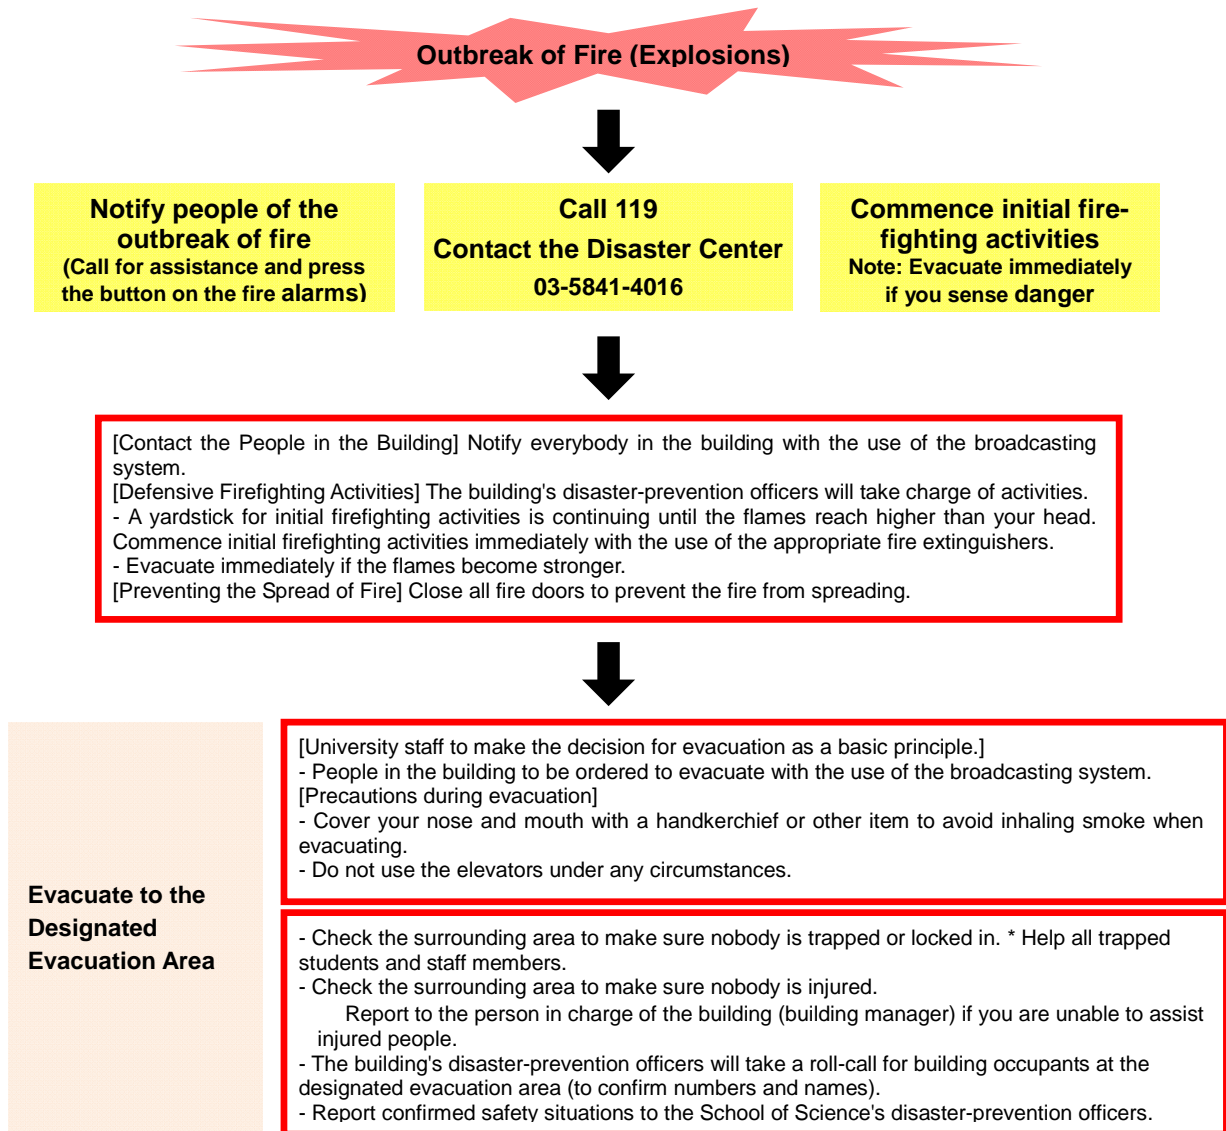 Outbreak of Fire (Explosions)
Notify people of the
outbreak of fire
(Call for assistance and press
the button on the fire alarms)
Call 119
Contact the Disaster Center
03-5841-4016
Commence initial fire-
fighting activities
Note: Evacuate immediately
if you sense danger
[Contact the People in the Building] Notify everybody in the building with the use of the broadcasting
system.
[Defensive Firefighting Activities] The building's disaster-prevention officers will take charge of activities.
- A yardstick for initial firefighting activities is continuing until the flames reach higher than your head.
Commence initial firefighting activities immediately with the use of the appropriate fire extinguishers.
- Evacuate immediately if the flames become stronger.
[Preventing the Spread of Fire] Close all fire doors to prevent the fire from spreading.
Evacuate to the
Designated
Evacuation Area
[University staff to make the decision for evacuation as a basic principle.]
- People in the building to be ordered to evacuate with the use of the broadcasting system.
[Precautions during evacuation]
- Cover your nose and mouth with a handkerchief or other item to avoid inhaling smoke when
evacuating.
- Do not use the elevators under any circumstances.
- Check the surrounding area to make sure nobody is trapped or locked in. * Help all trapped
students and staff members.
- Check the surrounding area to make sure nobody is injured.
Report to the person in charge of the building (building manager) if you are unable to assist
injured people.
- The building's disaster-prevention officers will take a roll-call for building occupants at the
designated evacuation area (to confirm numbers and names).
- Report confirmed safety situations to the School of Science's disaster-prevention officers.